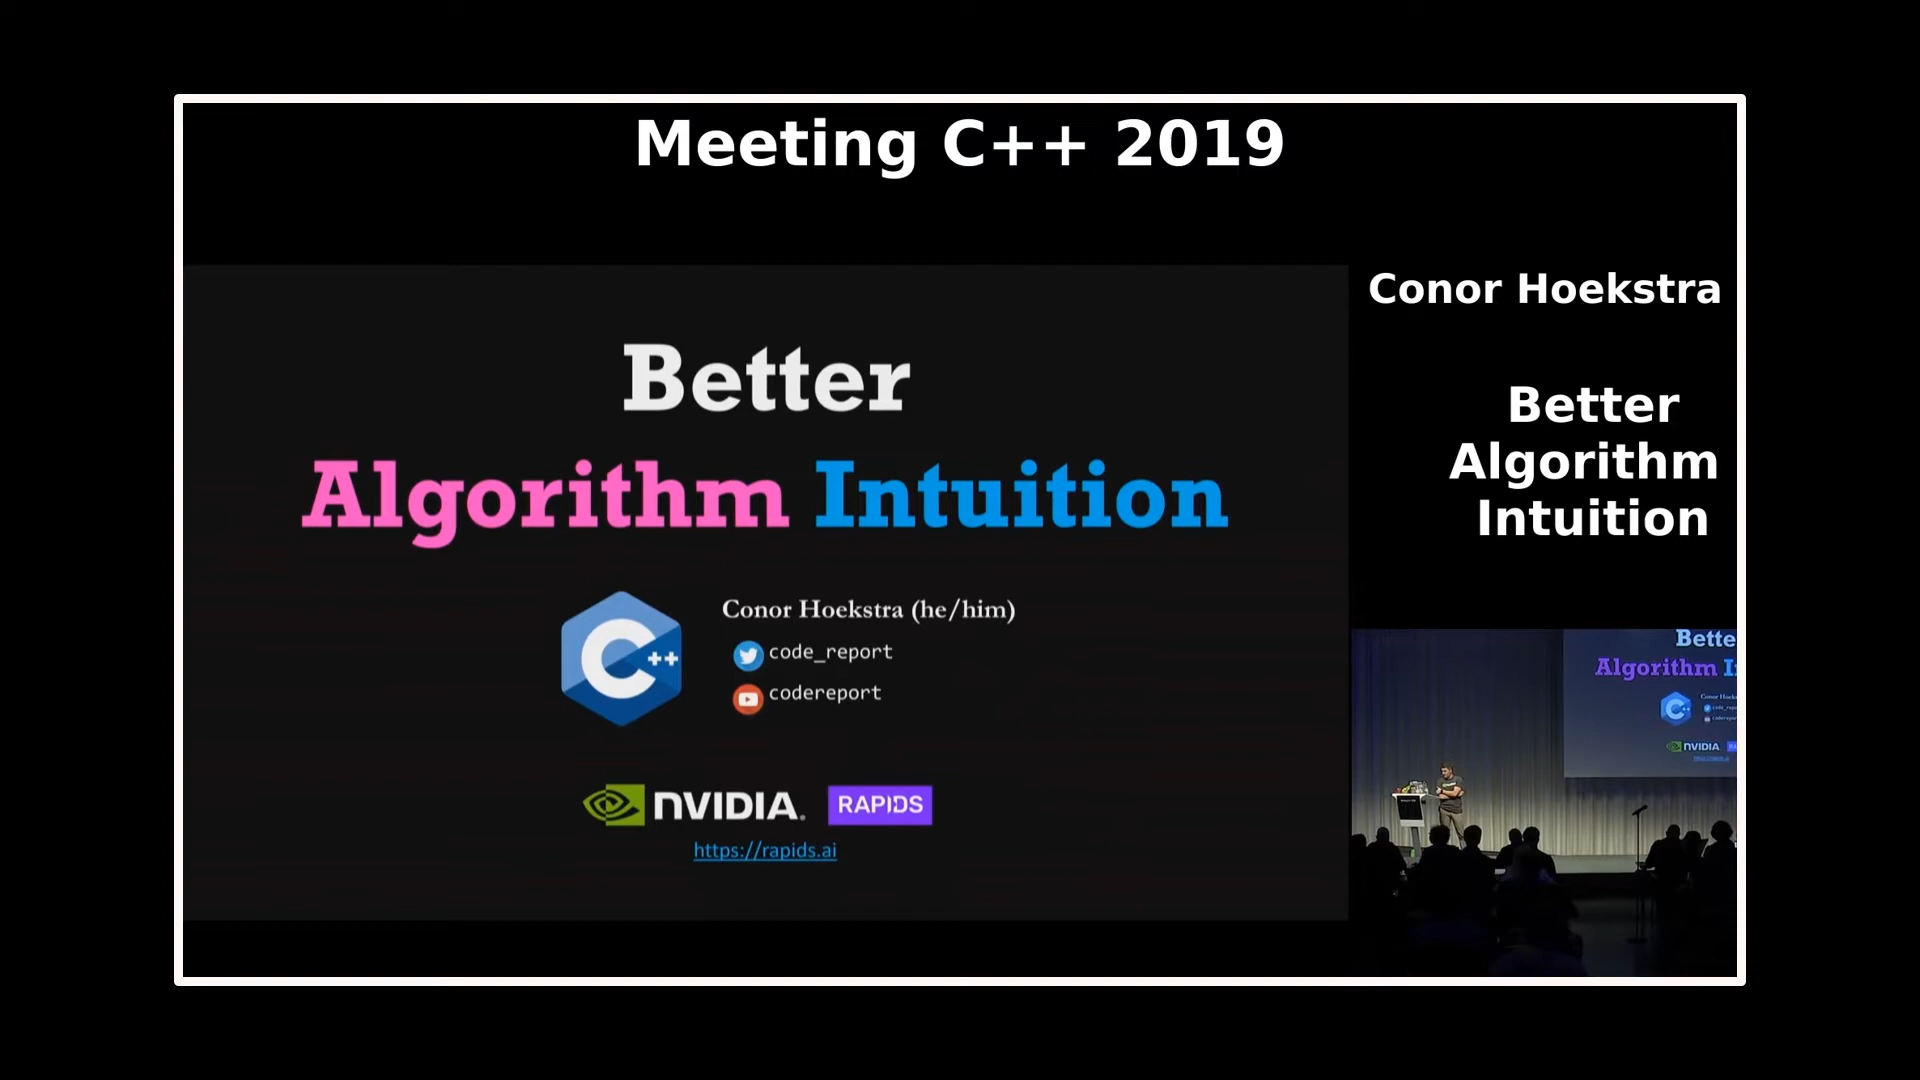 Meeting C++ 2019
Better
Algorithm Intuition
C++
Conor Hoekstra (he/him)
code_report
codereport
NVIDIA. RAPIDS
https://rapids.ai
Conor Hoekstra
Better
Algorithm
Intuition
Bette
Algorithm I
C++
NVIDIA